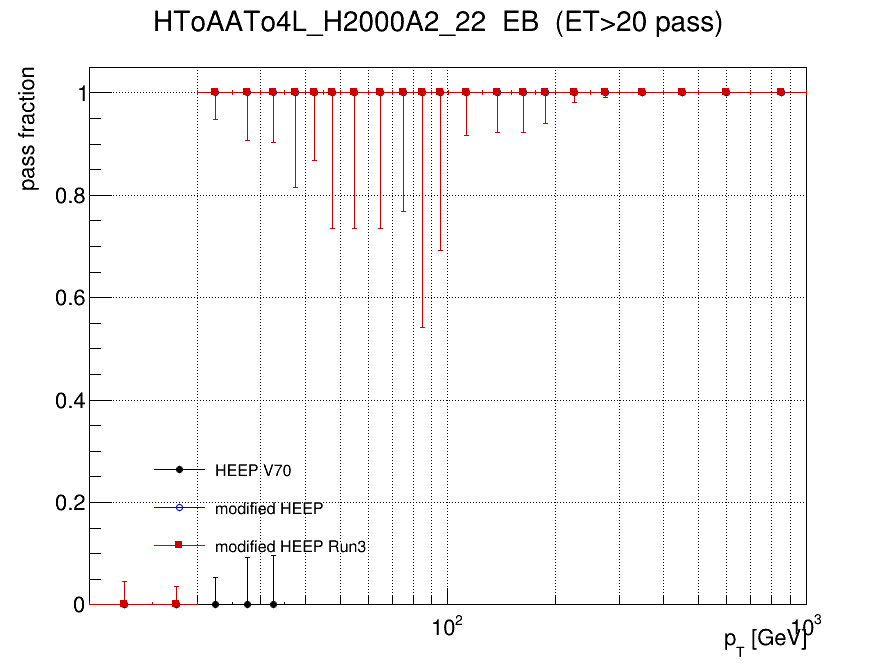 HToAATo4L_H2000A2_22 EB (ET>20 pass)
pass fraction
1
0.8
0.6
0.4
0.2
0
HEEP V70
modified HEEP
modified HEEP Run3
10²
10³
p_T [GeV]